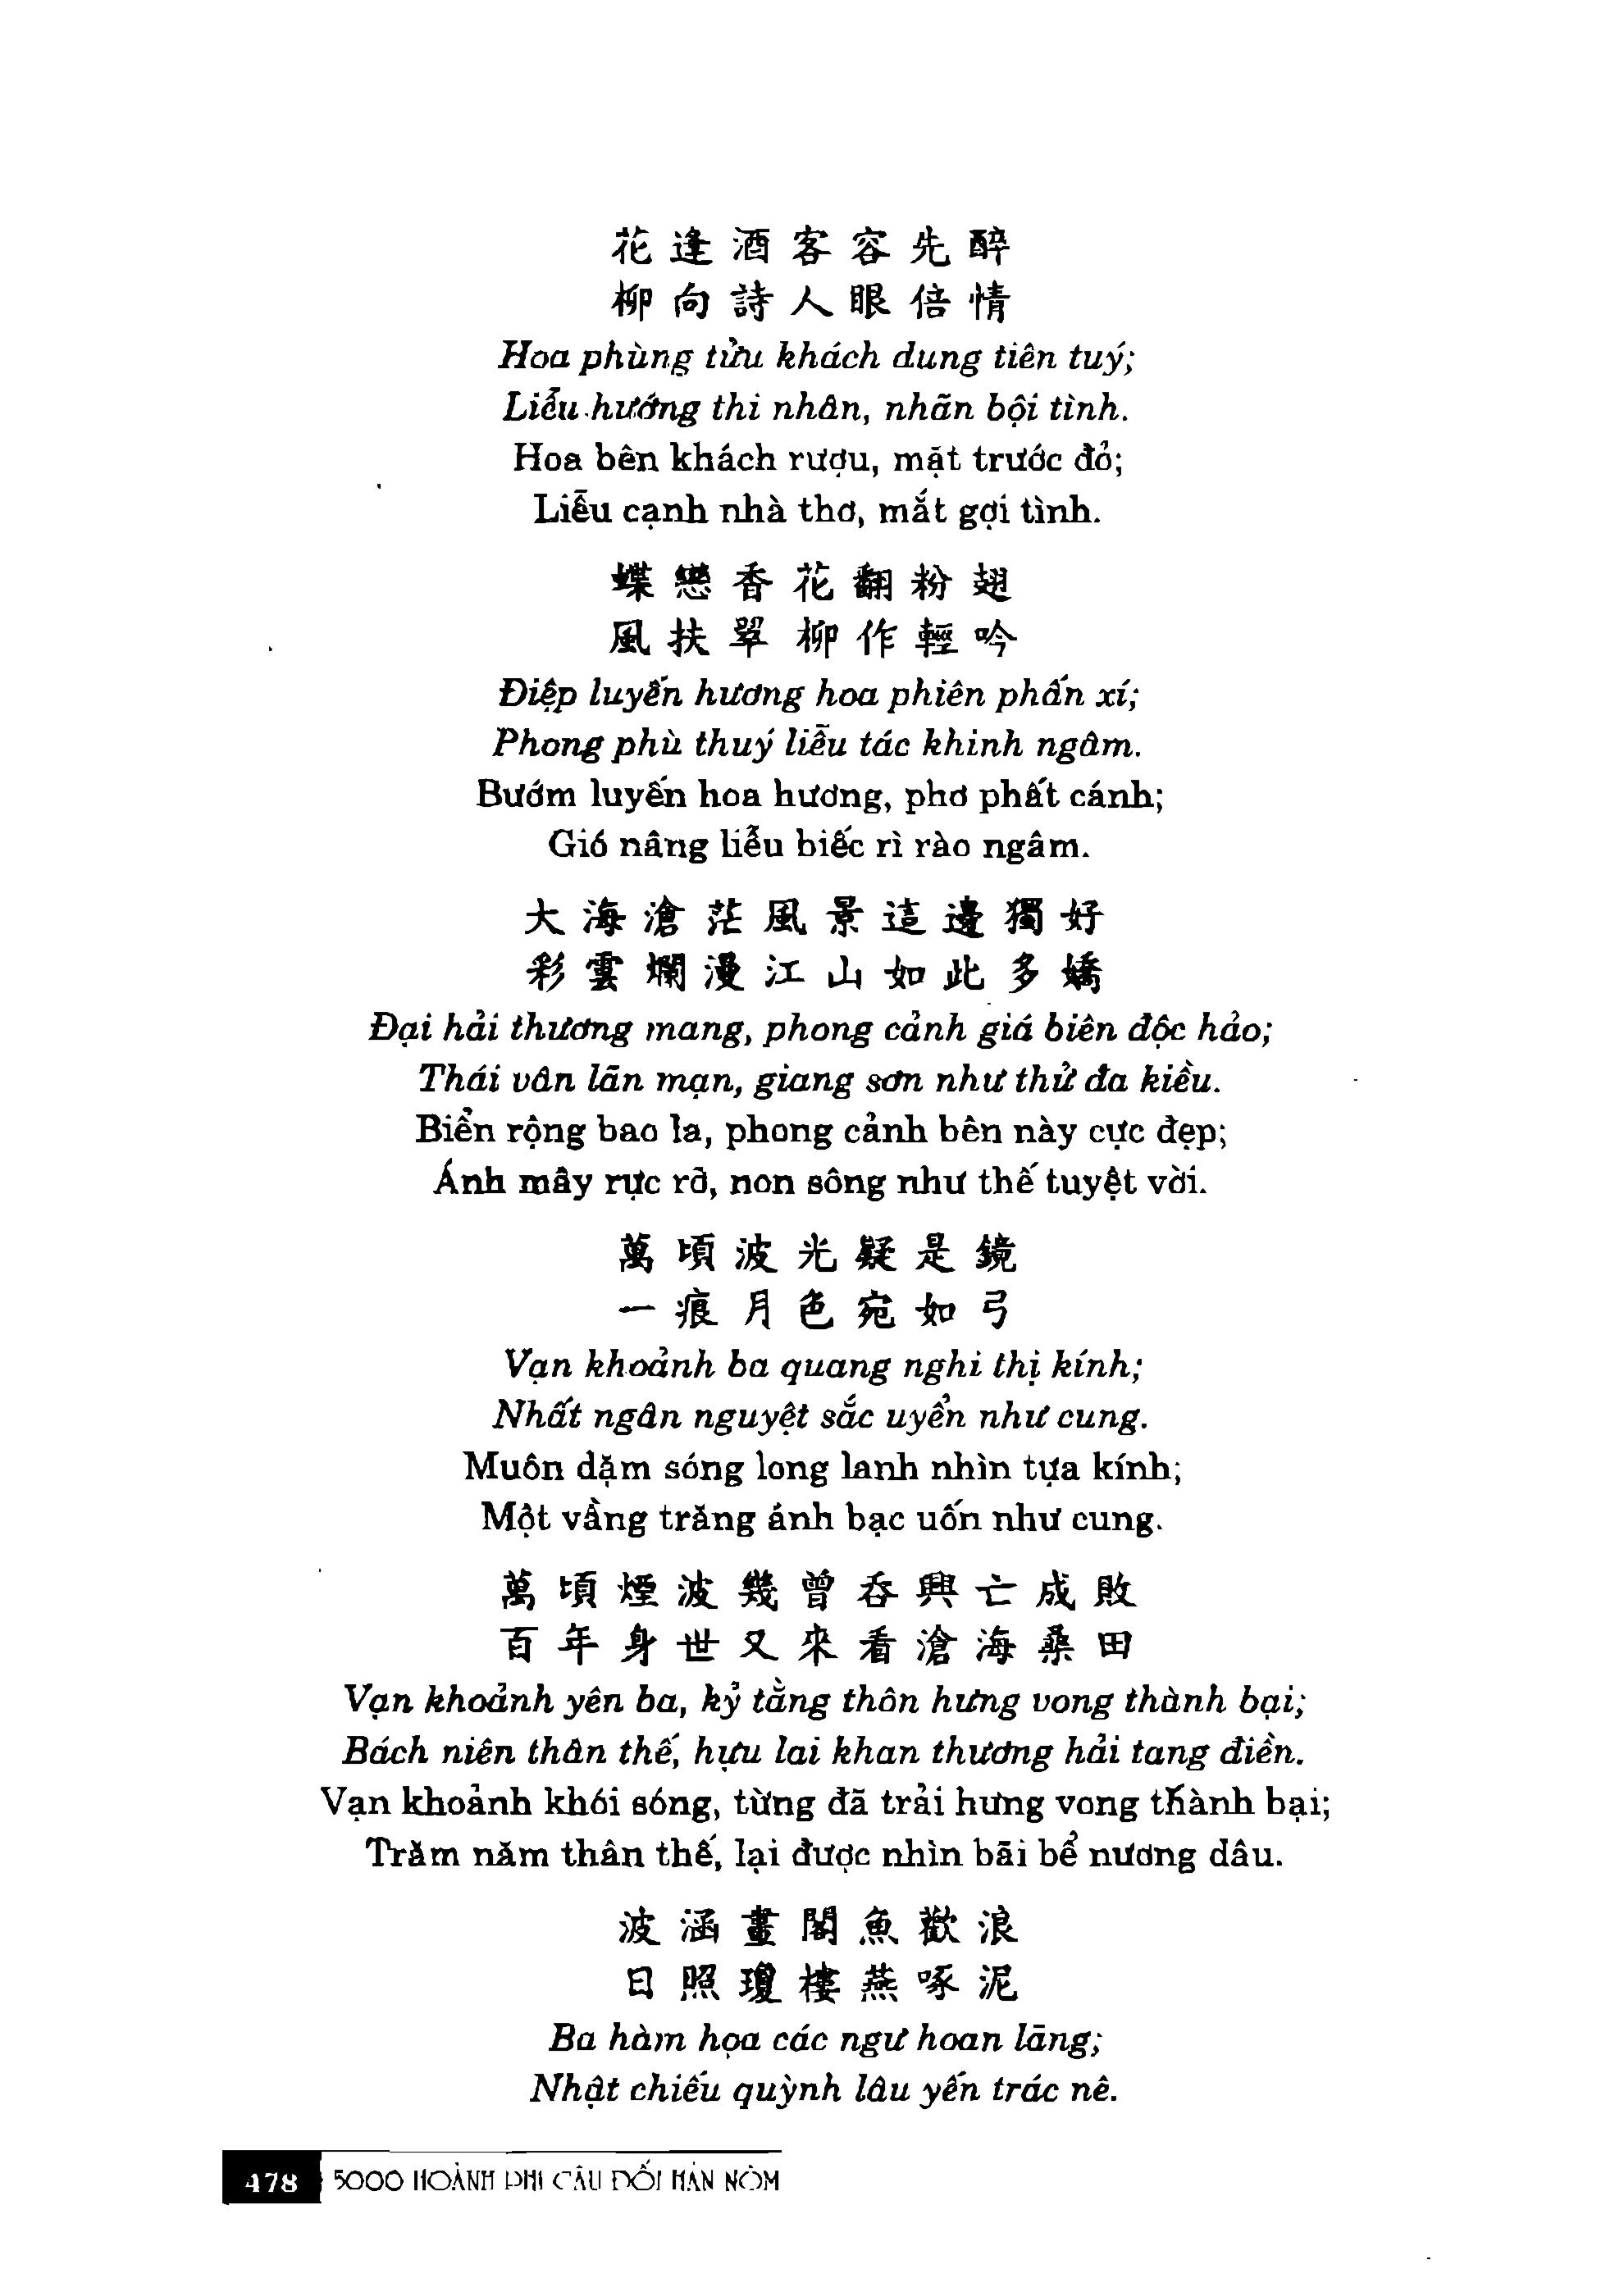 花逢酒客容先醉
柳向詩人眼倍情
Hoa phùng tửu khách dung tiên tuý;
Liễu hướng thi nhân, nhãn bội tình.
Hoa bên khách rượu, mặt trước đỏ;
Liễu cạnh nhà thơ, mắt gợi tình.
蝶戀香花翻粉翅
風扶翠柳作輕吟
Điệp luyến hương hoa phiên phấn xí;
Phong phù thuý liễu tác khinh ngâm.
Bướm luyến hoa hương, phơ phất cánh;
Gió nâng liễu biếc rì rào ngâm.
大海滄茫風景這邊獨好
彩雲爛漫江山如此多嬌
Đại hải thương mang, phong cảnh giá biên độc hảo;
Thái vân lãn mạn, giang sơn như thử đa kiều.
Biển rộng bao la, phong cảnh bên này cực đẹp;
Ánh mây rực rỡ, non sông như thế tuyệt vời.
萬頃波光疑是鏡
一痕月色宛如弓
Vạn khoảnh ba quang nghi thị kính;
Nhất ngân nguyệt sắc uyển như cung.
Muôn dặm sóng long lanh nhìn tựa kính;
Một vầng trăng ánh bạc uốn như cung.
萬頃煙波幾曾吞興亡成敗
百年身世又來看滄海桑田
Vạn khoảnh yên ba, kỷ tằng thôn hưng vong thành bại;
Bách niên thân thế, hựu lai khan thương hải tang điền.
Vạn khoảnh khói sóng, từng đã trải hưng vong thành bại;
Trăm năm thân thế, lại được nhìn bãi bể nương dâu.
波涵畫閣魚歡浪
日照瓊樓燕啄泥
Ba hàm họa các ngư hoan lãng;
Nhật chiếu quỳnh lâu yến trác nê.
478 5000 HOÀNH PHI CÂU ĐỐI HÁN NÔM